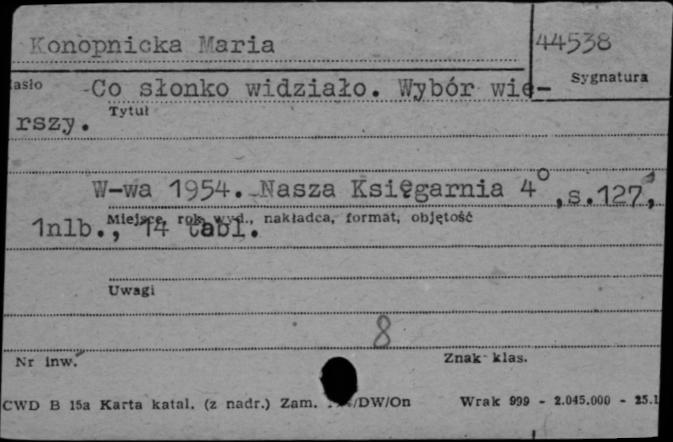 Konopnicka Maria
44538
Sygnatura
asło
Co słonko widziało. Wybór wie-
Tytuł
rszy.
W-wa 1954. Nasza Księgarnia 4°, s.127,
Miejsce, rok wyd., nakładca, format, objętość
1nlb., 14 tabl.
Uwagi
8
Nr inw.
Znak klas.
CWD B 15a Karta katal. (z nadr.) Zam. /DW/On
Wrak 999 - 2.045.000 - 25.1